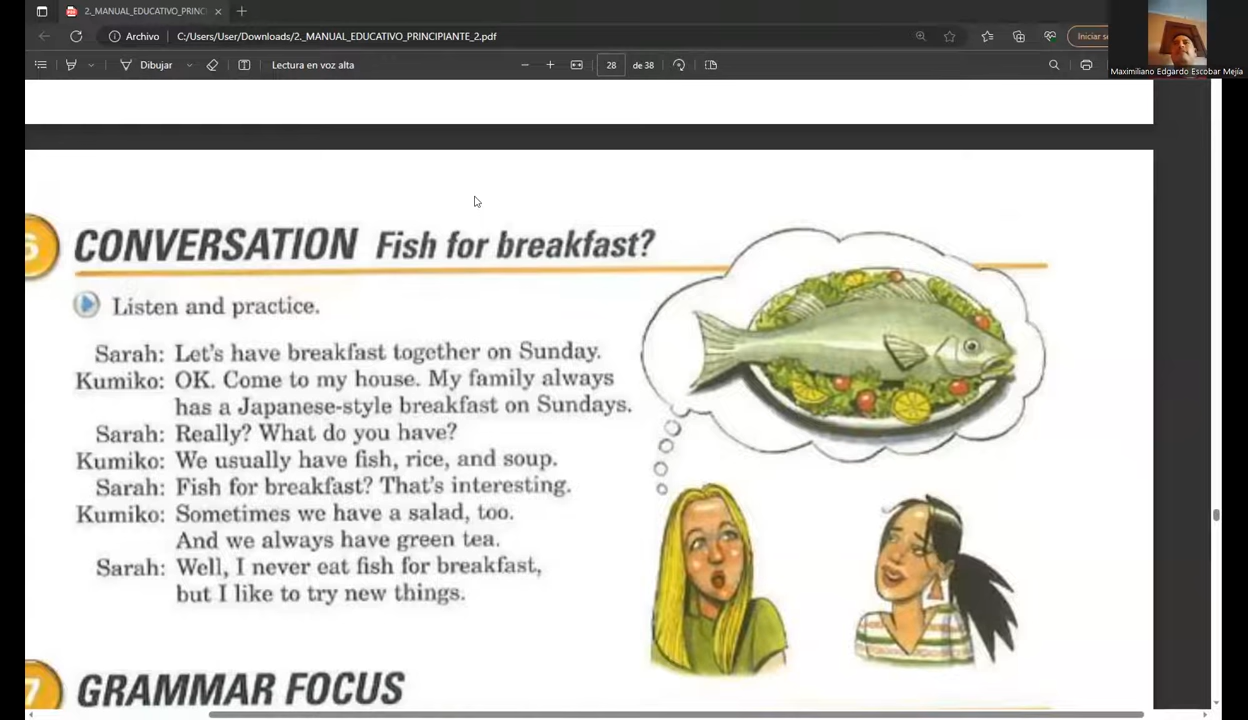 2._MANUAL_EDUCATIVO_PRINCI
Archivo C:/Users/User/Downloads/2._MANUAL_EDUCATIVO_PRINCIPIANTE_2.pdf
Iniciar se
Maximiliano Edgardo Escobar Mejía
Dibujar Lectura en voz alta 28 de 38
6 CONVERSATION Fish for breakfast?
Listen and practice.
Sarah: Let's have breakfast together on Sunday.
Kumiko: OK. Come to my house. My family always
has a Japanese-style breakfast on Sundays.
Sarah: Really? What do you have?
Kumiko: We usually have fish, rice, and soup.
Sarah: Fish for breakfast? That's interesting.
Kumiko: Sometimes we have a salad, too.
And we always have green tea.
Sarah: Well, I never eat fish for breakfast,
but I like to try new things.
7 GRAMMAR FOCUS